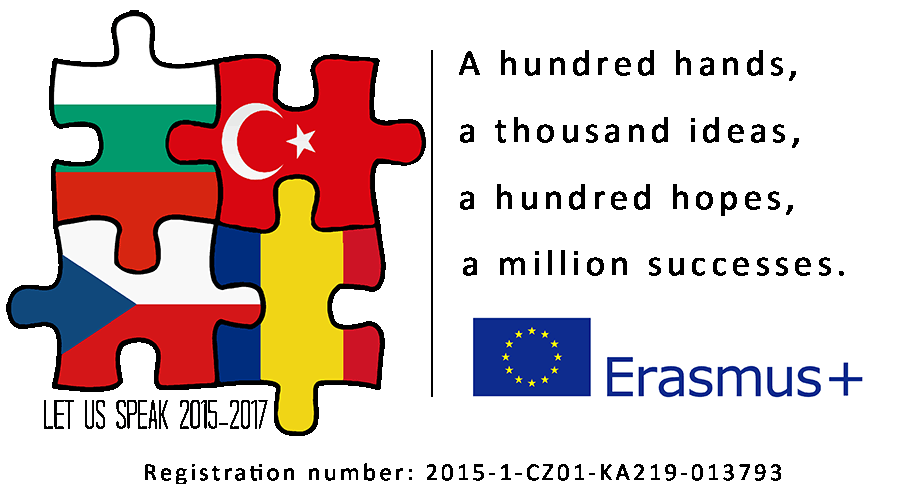 A hundred hands,
a thousand ideas,
a hundred hopes,
a million successes.
Erasmus+
LET US SPEAK 2015-2017
Registration number: 2015-1-CZ01-KA219-013793